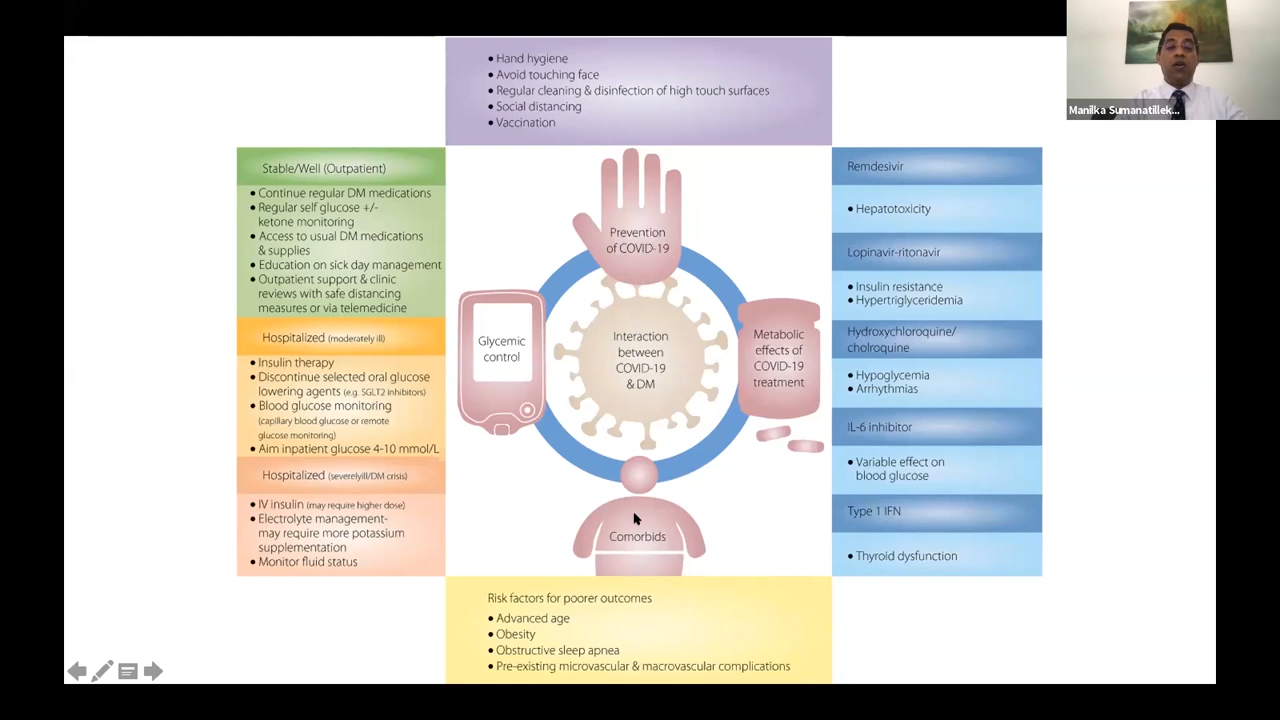 • Hand hygiene
• Avoid touching face
• Regular cleaning & disinfection of high touch surfaces
• Social distancing
• Vaccination
Manilka Sumanatillek...
Stable/Well (Outpatient)
• Continue regular DM medications
• Regular self glucose +/-
ketone monitoring
• Access to usual DM medications
& supplies
• Education on sick day management
• Outpatient support & clinic
reviews with safe distancing
measures or via telemedicine
Hospitalized (moderately ill)
• Insulin therapy
• Discontinue selected oral glucose
lowering agents (e.g. SGLT2 inhibitors)
• Blood glucose monitoring
(capillary blood glucose or remote
glucose monitoring)
• Aim inpatient glucose 4-10 mmol/L
Hospitalized (severelyill/DM crisis)
• IV insulin (may require higher dose)
• Electrolyte management-
may require more potassium
supplementation
• Monitor fluid status
Prevention
of COVID-19
Glycemic
control
Interaction
between
COVID-19
& DM
Metabolic
effects of
COVID-19
treatment
Comorbids
Remdesivir
• Hepatotoxicity
Lopinavir-ritonavir
• Insulin resistance
• Hypertriglyceridemia
Hydroxychloroquine/
cholroquine
• Hypoglycemia
• Arrhythmias
IL-6 inhibitor
• Variable effect on
blood glucose
Type 1 IFN
• Thyroid dysfunction
Risk factors for poorer outcomes
• Advanced age
• Obesity
• Obstructive sleep apnea
• Pre-existing microvascular & macrovascular complications